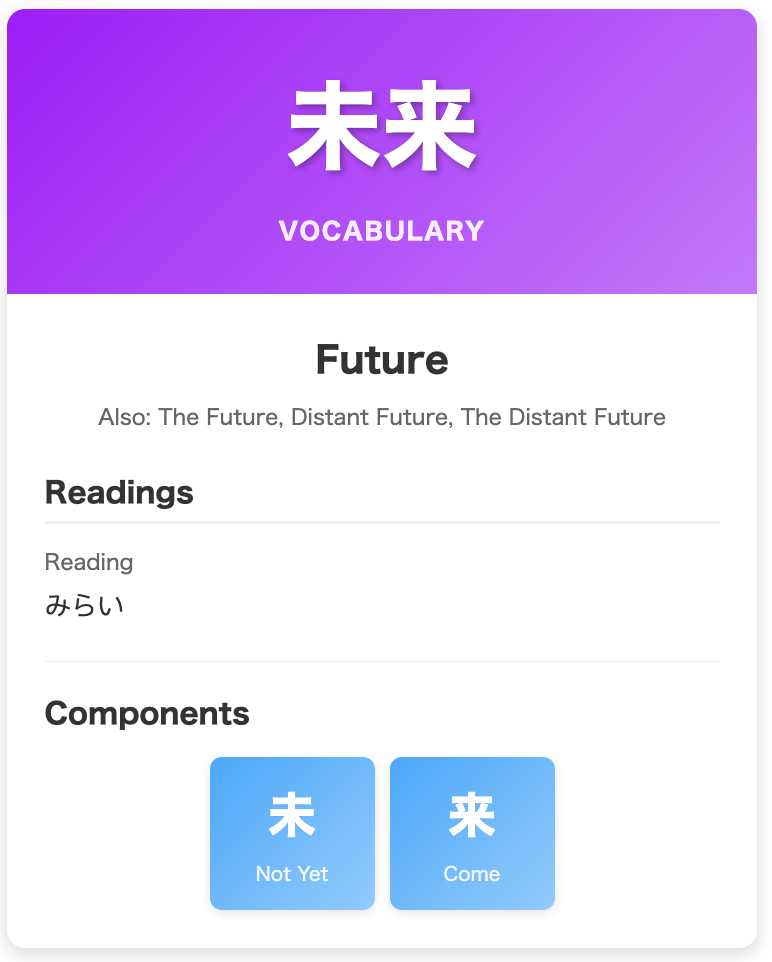 未来
VOCABULARY
Future
Also: The Future, Distant Future, The Distant Future
Readings
Reading
みらい
Components
未
Not Yet
来
Come